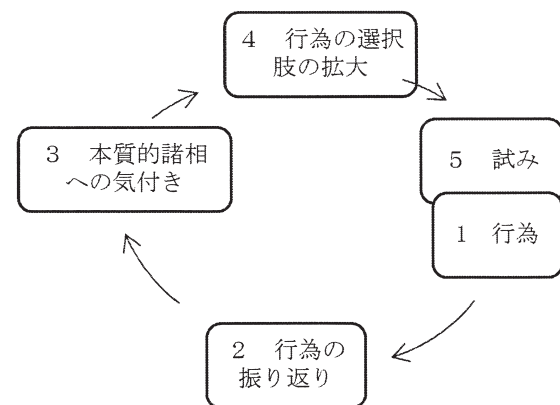 4 行為の選択
肢の拡大
3 本質的諸相
への気付き
5 試み
1 行為
2 行為の
振り返り